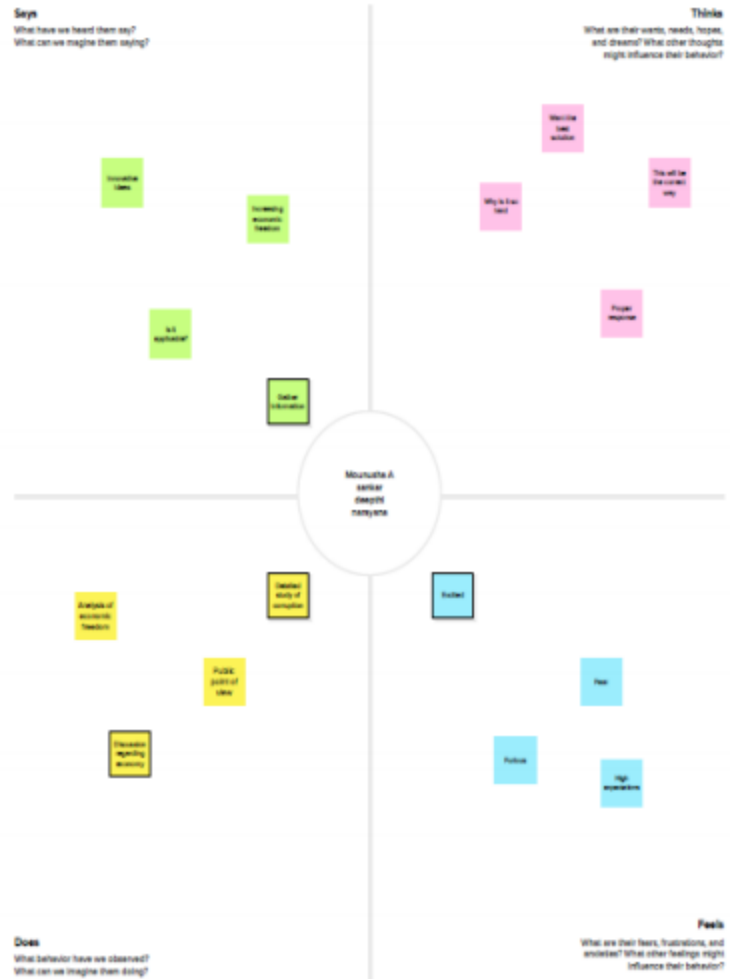 Says
What have we heard them say?
What can we imagine them saying?
Thinks
What are their wants, needs, hopes,
and dreams? What other thoughts
might influence their behavior?
Innovative
ideas
Increasing
economic
freedom
Is it
applicable?
Gather
information
best
solution
This will be
the correct
way
Why is it so
Proper
response
Mounusha A
sankar
deepthi
narayana
Analysis of
economic
freedom
Detailed
study of
corruption
Public
point of
view
Discussion
regarding
economy
Excited
Fear
High
expectations
Does
What behavior have we observed?
What can we imagine them doing?
Feels
What are their fears, frustrations, and
anxieties? What other feelings might
influence their behavior?